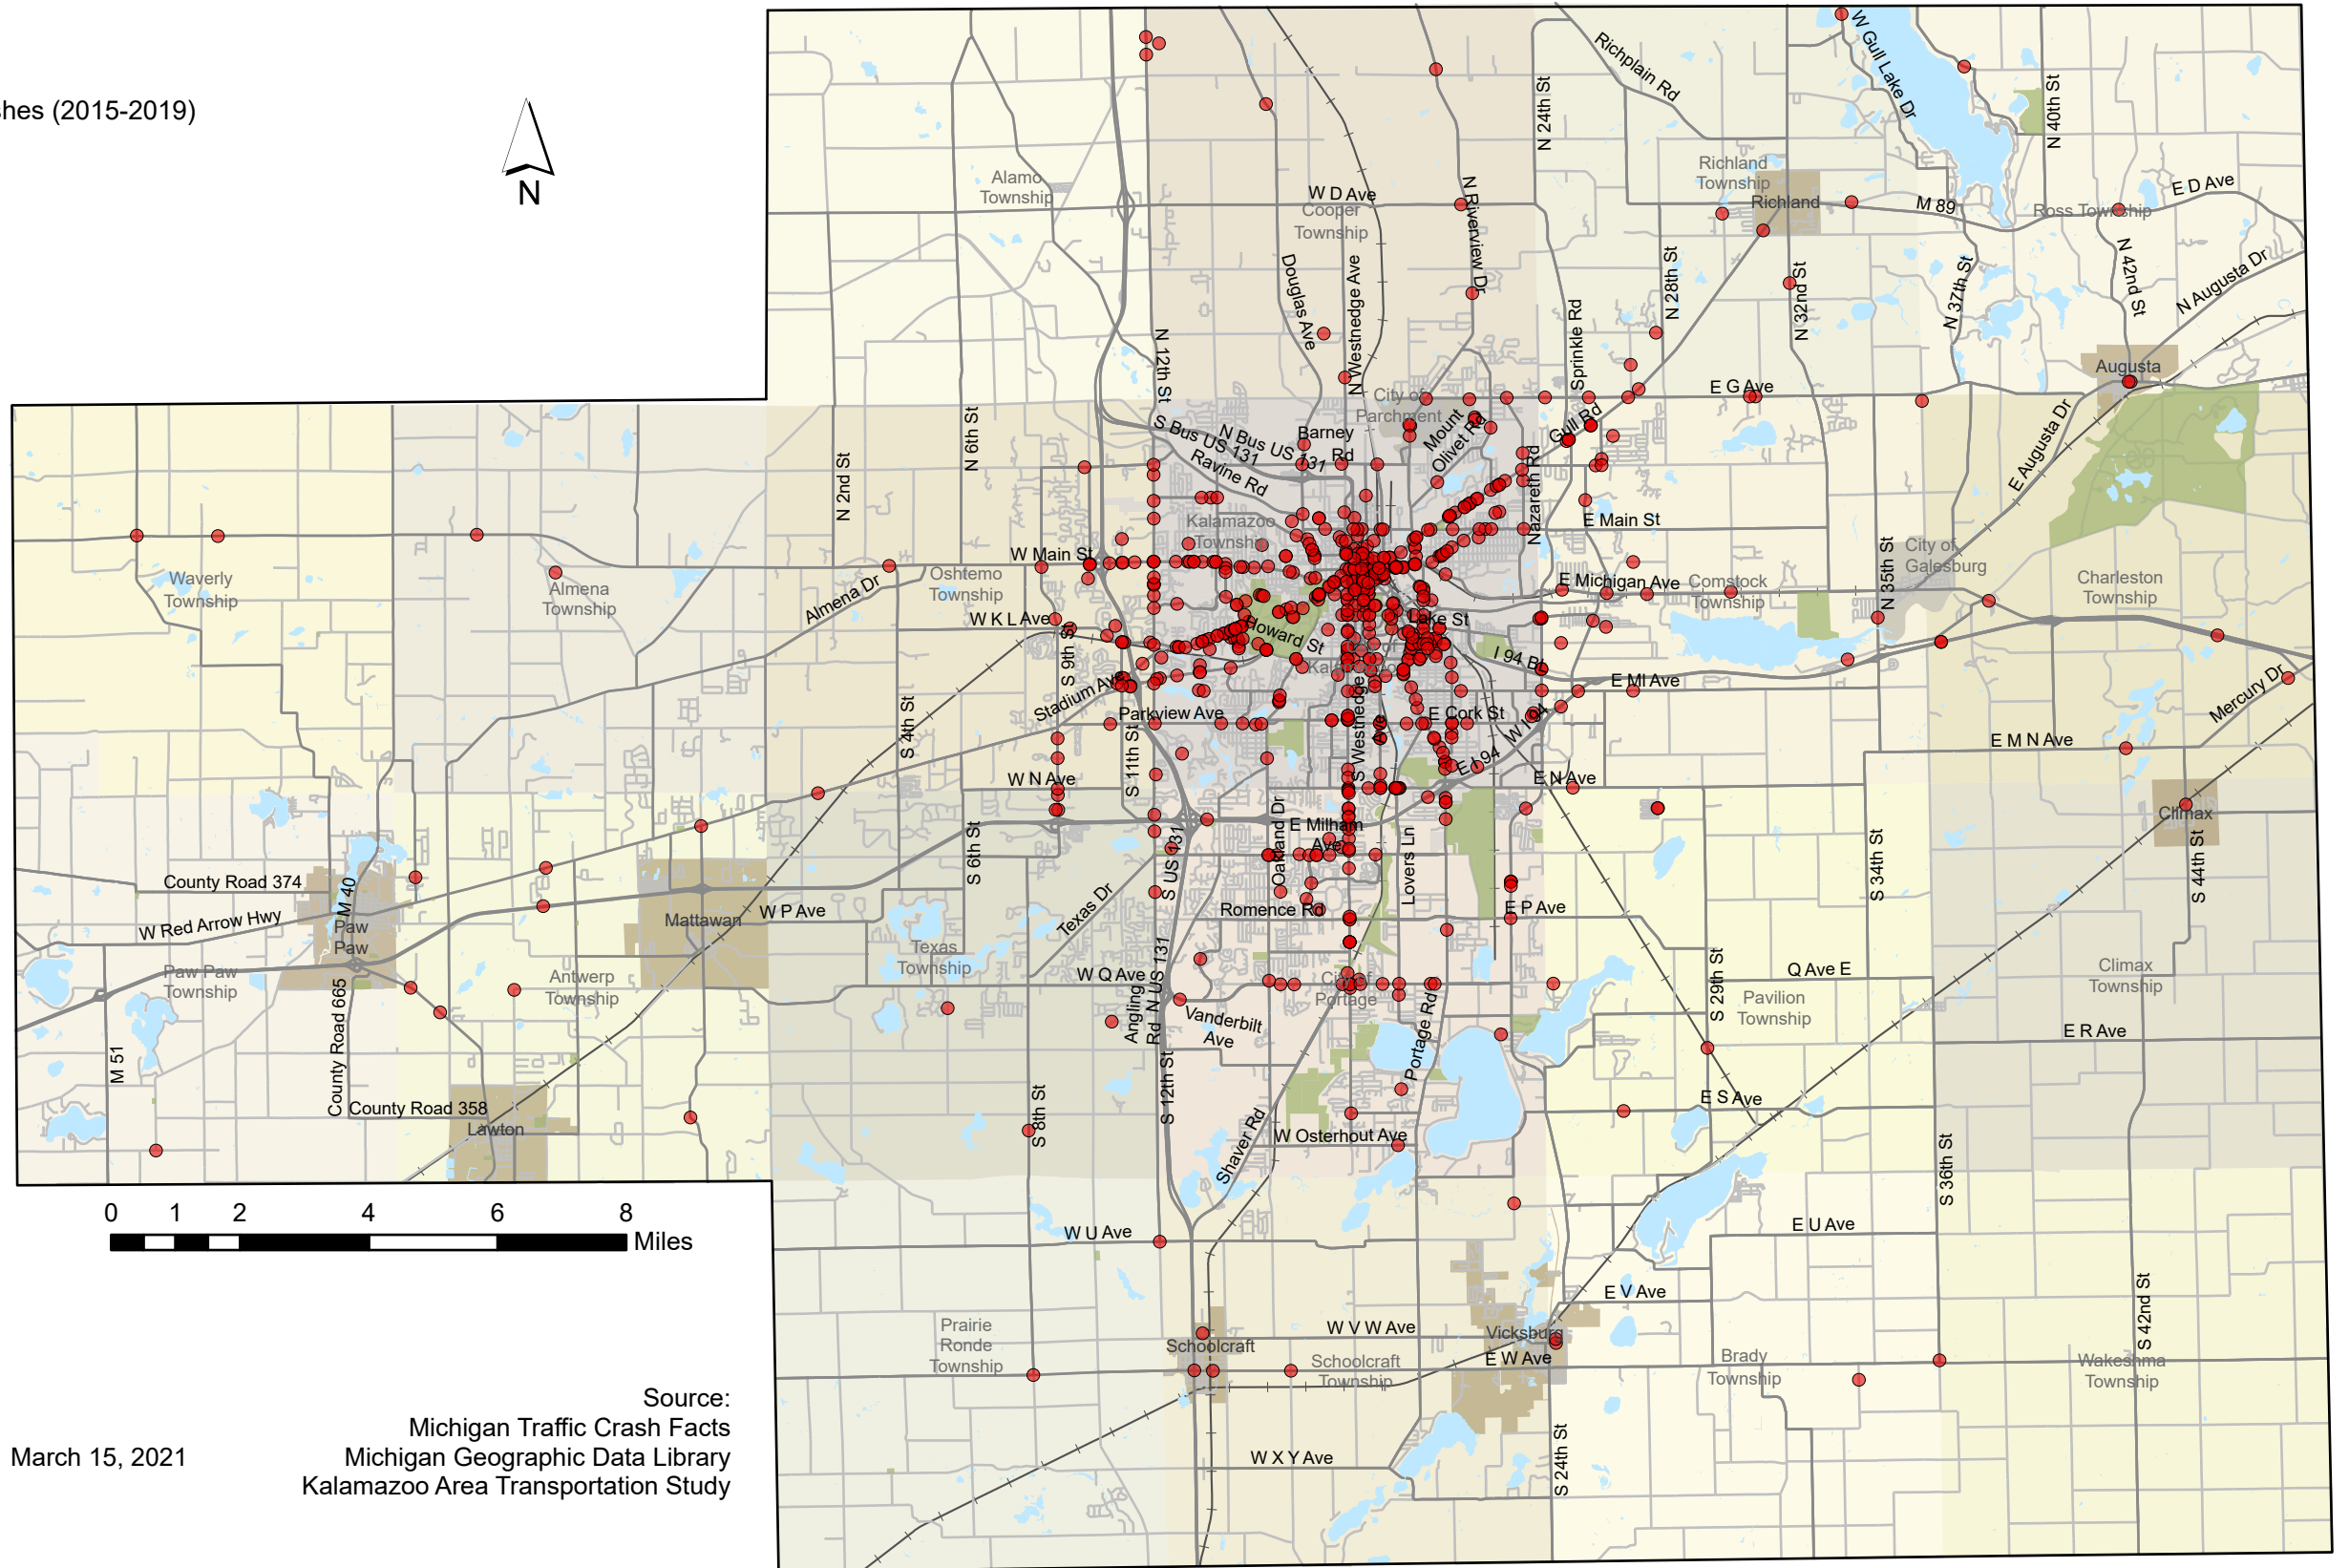 shes (2015-2019)
N
W Gull Lake Dr
Richplain Rd
N 24th St
N 40th St
Richland
Township
Alamo
Township
W D Ave
Cooper
Township
N Riverview Dr
Richland
M 89
Ross Township
E D Ave
Douglas Ave
N Westnedge Ave
N 28th St
N 32nd St
N 37th St
N 42nd St
N Augusta Dr
Sprinkle Rd
N 12th St
Augusta
City of
Parchment
E G Ave
N 2nd St
N 6th St
S Bus US 131
N Bus US 131
Barney
Rd
Mount
Olivet Rd
Gull Rd
E Augusta Dr
Ravine Rd
Nazareth Rd
Kalamazoo
Township
E Main St
W Main St
N 35th St
City of
Galesburg
Waverly
Township
Almena
Township
Almena Dr
Oshtemo
Township
E Michigan Ave
Comstock
Township
Charleston
Township
W K L Ave
Lake St
Howard St
S 9th St
I 94 BL
E MI Ave
Mercury Dr
Stadium Ave
S 4th St
Parkview Ave
S Westnedge
Ave
E Cork St
W I 94
E I 94
E M N Ave
S 11th St
W N Ave
E N Ave
Climax
S 6th St
S US 131
Oakland Dr
E Milham
Ave
Lovers Ln
S 34th St
S 44th St
County Road 374
M 40
W Red Arrow Hwy
Paw
Paw
Mattawan
W P Ave
Texas Dr
Romence Rd
E P Ave
Texas
Township
Paw Paw
Township
Antwerp
Township
W Q Ave
Angling
Rd
N US 131
City of
Portage
S 29th St
Q Ave E
Pavilion
Township
Climax
Township
Vanderbilt
Ave
Portage Rd
E R Ave
M 51
County Road 665
County Road 358
Lawton
S 8th St
S 12th St
Shaver Rd
W Osterhout Ave
E S Ave
S 36th St
0 1 2 4 6 8
Miles
W U Ave
E U Ave
E V Ave
S 42nd St
Prairie
Ronde
Township
Schoolcraft
W V W Ave
Vicksburg
Schoolcraft
Township
E W Ave
Brady
Township
Wakeshma
Township
S 24th St
W X Y Ave
Source:
Michigan Traffic Crash Facts
Michigan Geographic Data Library
Kalamazoo Area Transportation Study
March 15, 2021